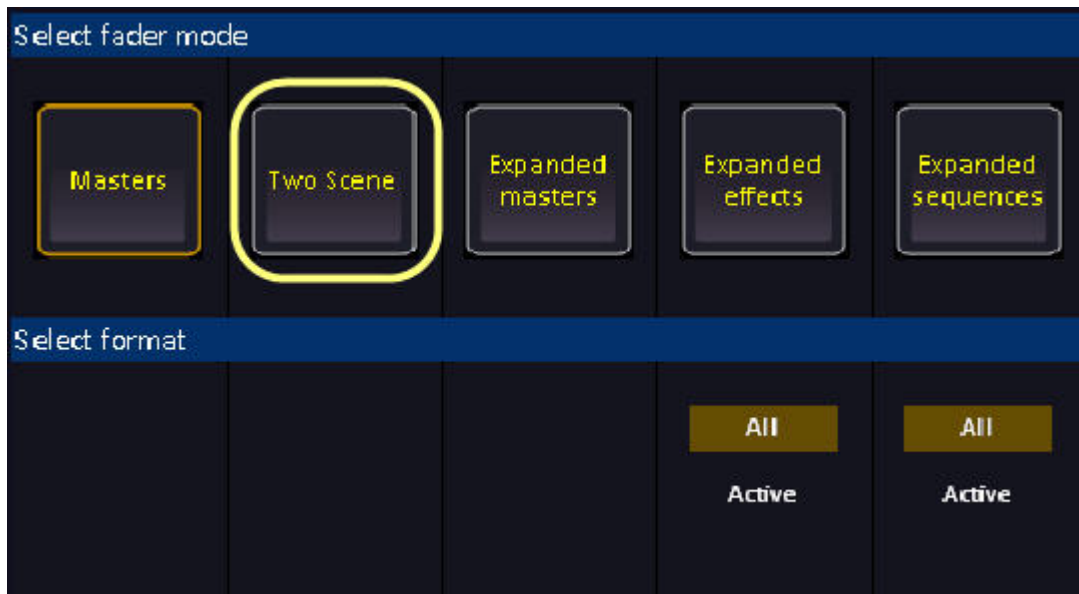 Select fader mode
Masters
Two Scene
Expanded
masters
Expanded
effects
Expanded
sequences
Select format
All
All
Active
Active